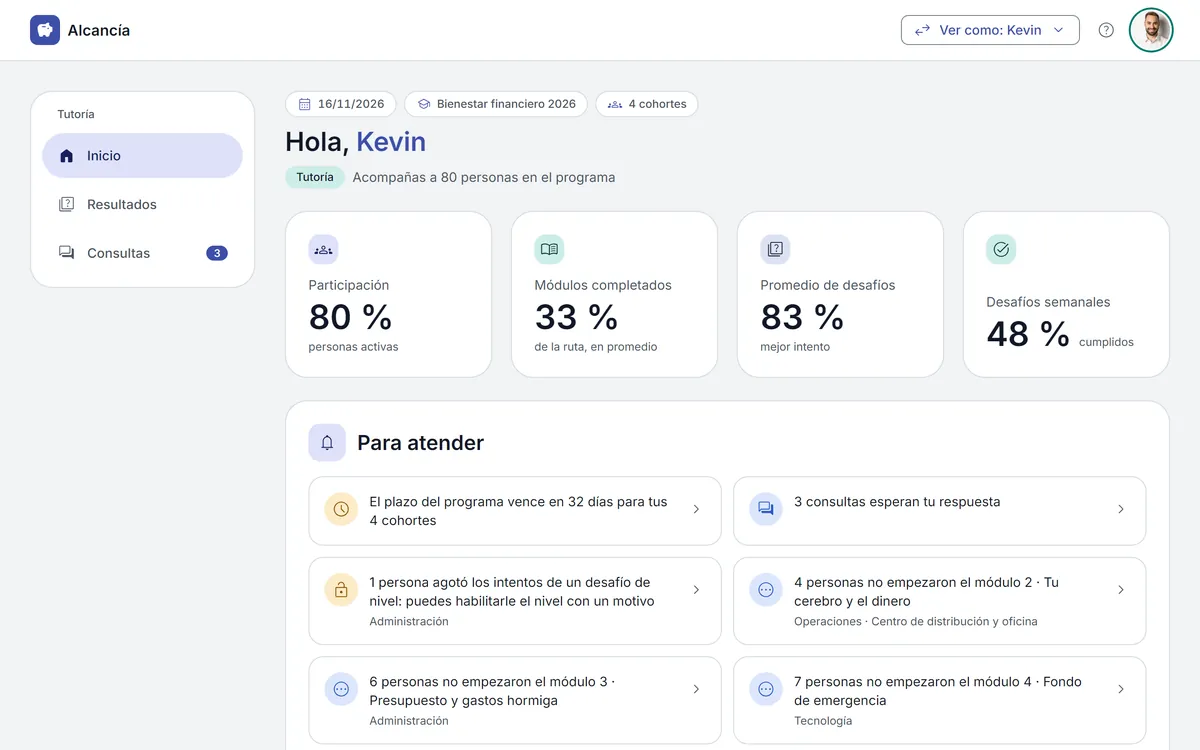 Alcancía
Ver como: Kevin
Tutoría
Inicio
Resultados
Consultas
3
16/11/2026
Bienestar financiero 2026
4 cohortes
Hola, Kevin
Tutoría
Acompañas a 80 personas en el programa
Participación
80 %
personas activas
Módulos completados
33 %
de la ruta, en promedio
Promedio de desafíos
83 %
mejor intento
Desafíos semanales
48 % cumplidos
Para atender
El plazo del programa vence en 32 días para tus
4 cohortes
3 consultas esperan tu respuesta
1 persona agotó los intentos de un desafío de
nivel: puedes habilitarle el nivel con un motivo
Administración
4 personas no empezaron el módulo 2 · Tu
cerebro y el dinero
Operaciones · Centro de distribución y oficina
6 personas no empezaron el módulo 3 ·
Presupuesto y gastos hormiga
Administración
7 personas no empezaron el módulo 4 · Fondo
de emergencia
Tecnología